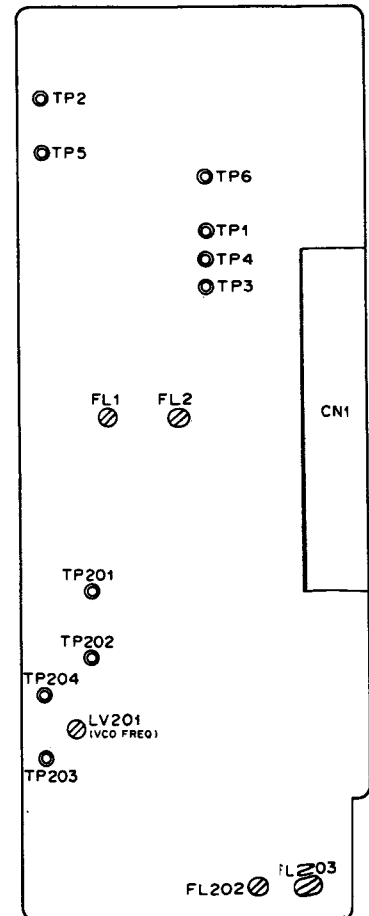 TP2
TP5
TP6
TP1
TP4
TP3
FL1 FL2
CN1
TP201
TP202
TP204
LV201
(VCO FREQ)
TP203
FL203
FL202